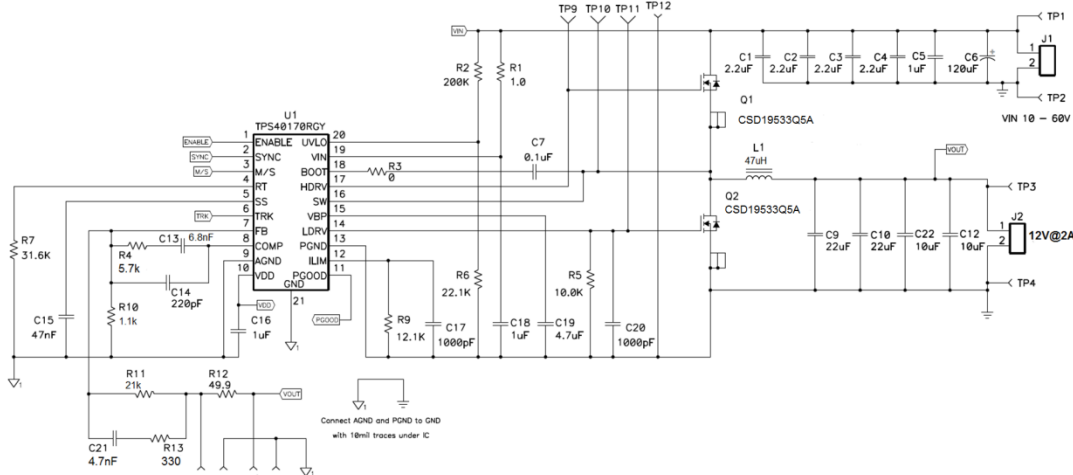 TP9 TP10 TP11 TP12
TP1
VIN
J1
1
2
R2
200K
R1
1.0
C1
2.2uF
C2
2.2uF
C3
2.2uF
C4
2.2uF
C5
1uF
C6
120uF
+
TP2
VIN 10 - 60V
Q1
CSD19533Q5A
U1
TPS40170RGY
ENABLE
SYNC
M/S
TRK
1 ENABLE UVLO 20
2 SYNC VIN 19
3 M/S BOOT 18
4 RT HDRV 17
5 SS SW 16
6 TRK VBP 15
7 FB LDRV 14
8 COMP PGND 13
9 AGND ILIM 12
10 VDD PGOOD 11
GND
21
R3
0
C7
0.1uF
L1
47uH
VOUT
Q2
CSD19533Q5A
TP3
J2
1
2
12V@2A
TP4
C9
22uF
C10
22uF
C22
10uF
C12
10uF
R7
31.6K
C13
6.8nF
R4
5.7k
C14
220pF
R10
1.1k
C15
47nF
VDD
C16
1uF
PGOOD
R9
12.1K
C17
1000pF
R6
22.1K
C18
1uF
C19
4.7uF
R5
10.0K
C20
1000pF
1
1
R11
21k
R12
49.9
VOUT
C21
4.7nF
R13
330
1
1
Connect AGND and PGND to GND
with 10mil traces under IC